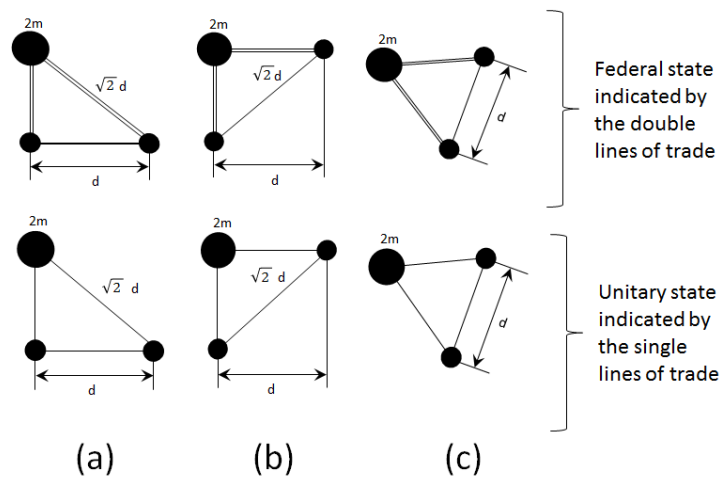 2m
√2 d
d
2m
√2 d
d
2m
d
Federal state
indicated by
the double
lines of trade
2m
√2 d
d
2m
√2 d
d
2m
d
Unitary state
indicated by
the single
lines of trade
(a)
(b)
(c)